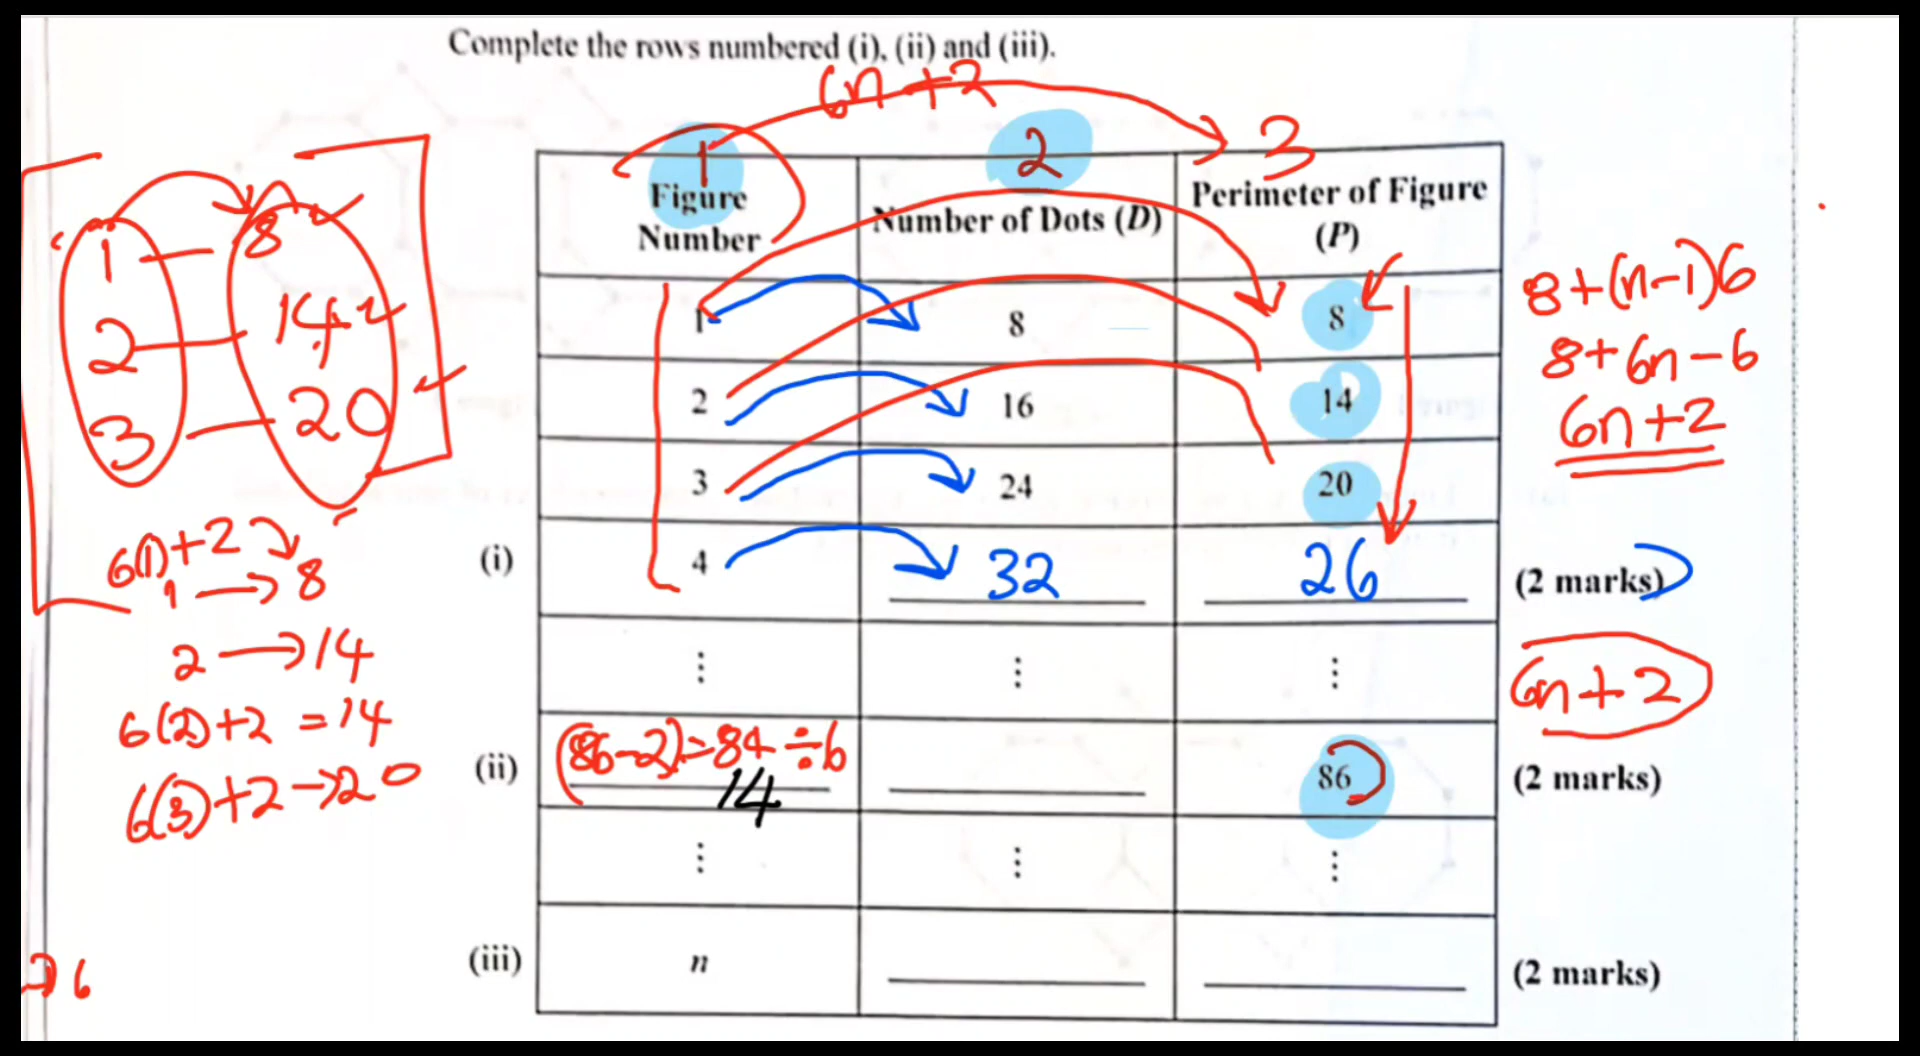 Complete the rows numbered (i), (ii) and (iii).
6n+2
1 2 3
Figure Number
Number of Dots (D)
Perimeter of Figure (P)
1 8 8
2 16 14
3 24 20
(i) 4 32 26 (2 marks)
⋮ ⋮ ⋮
(ii) (86-2)=84÷6 86 (2 marks)
14
⋮ ⋮ ⋮
(iii) n (2 marks)
1 8
2 14
3 20
6(1)+2
1→8
2→14
6(2)+2=14
6(3)+2→20
→6
8+(n-1)6
8+6n-6
6n+2
6n+2